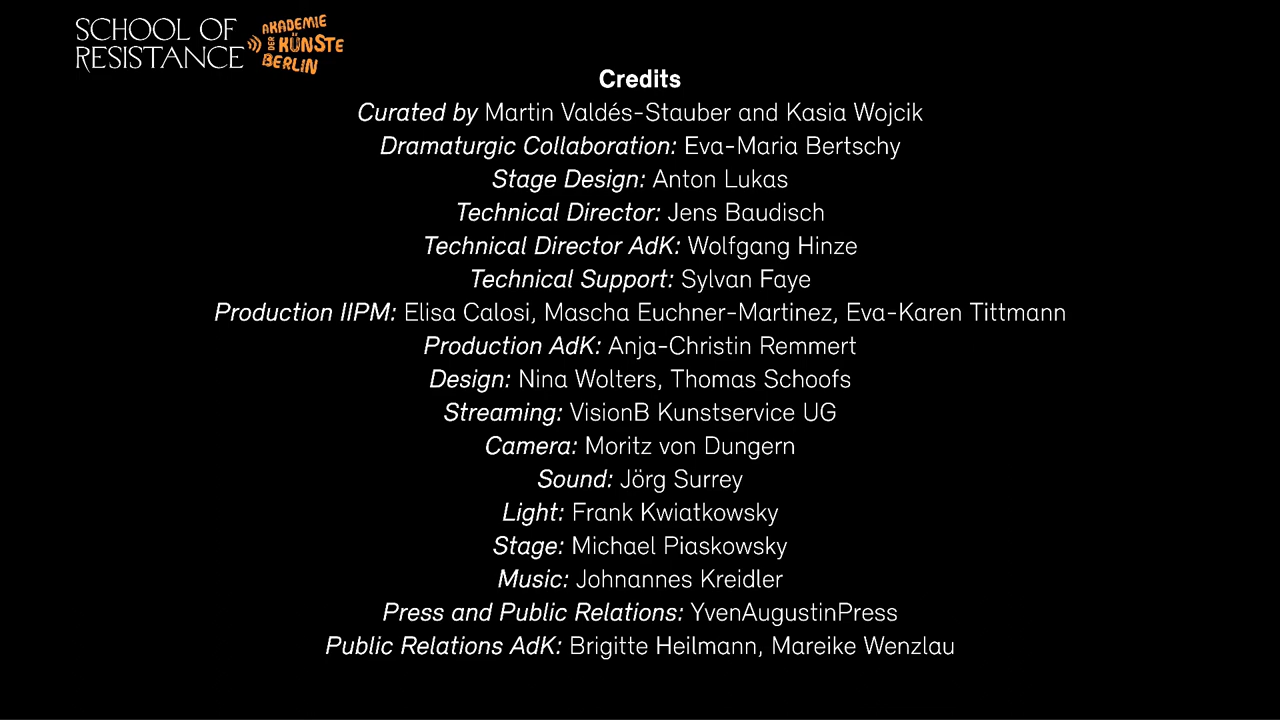 SCHOOL OF
RESISTANCE
AKADEMIE
DER KÜNSTE
BERLIN
Credits
Curated by Martin Valdés-Stauber and Kasia Wojcik
Dramaturgic Collaboration: Eva-Maria Bertschy
Stage Design: Anton Lukas
Technical Director: Jens Baudisch
Technical Director AdK: Wolfgang Hinze
Technical Support: Sylvan Faye
Production IIPM: Elisa Calosi, Mascha Euchner-Martinez, Eva-Karen Tittmann
Production AdK: Anja-Christin Remmert
Design: Nina Wolters, Thomas Schoofs
Streaming: VisionB Kunstservice UG
Camera: Moritz von Dungern
Sound: Jörg Surrey
Light: Frank Kwiatkowsky
Stage: Michael Piaskowsky
Music: Johnannes Kreidler
Press and Public Relations: YvenAugustinPress
Public Relations AdK: Brigitte Heilmann, Mareike Wenzlau